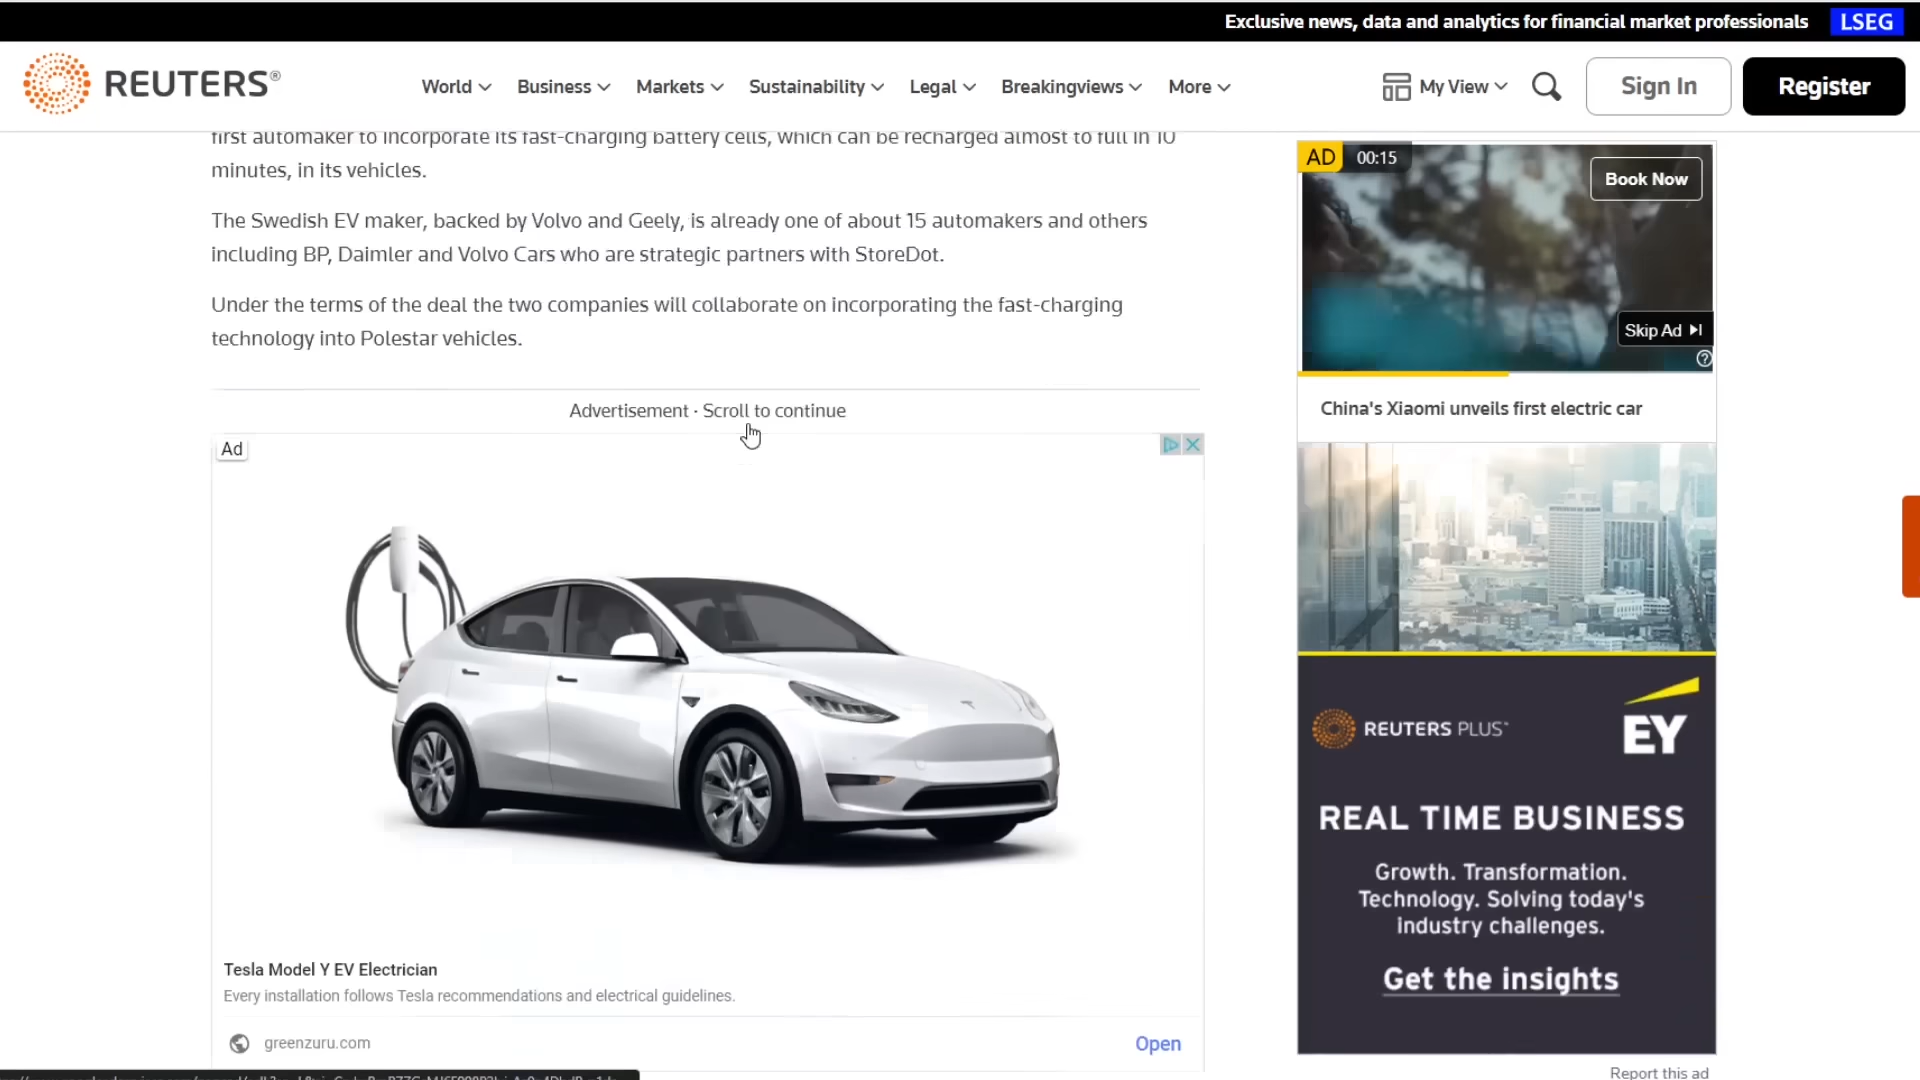 Exclusive news, data and analytics for financial market professionals LSEG
REUTERS®
World Business Markets Sustainability Legal Breakingviews More
My View Sign In Register
first automaker to incorporate its fast-charging battery cells, which can be recharged almost to full in 10
minutes, in its vehicles.
The Swedish EV maker, backed by Volvo and Geely, is already one of about 15 automakers and others
including BP, Daimler and Volvo Cars who are strategic partners with StoreDot.
Under the terms of the deal the two companies will collaborate on incorporating the fast-charging
technology into Polestar vehicles.
Advertisement · Scroll to continue
Ad
Tesla Model Y EV Electrician
Every installation follows Tesla recommendations and electrical guidelines.
greenzuru.com
Open
AD 00:15
Book Now
Skip Ad
China's Xiaomi unveils first electric car
REUTERS PLUS
EY
REAL TIME BUSINESS
Growth. Transformation.
Technology. Solving today's
industry challenges.
Get the insights
Report this ad